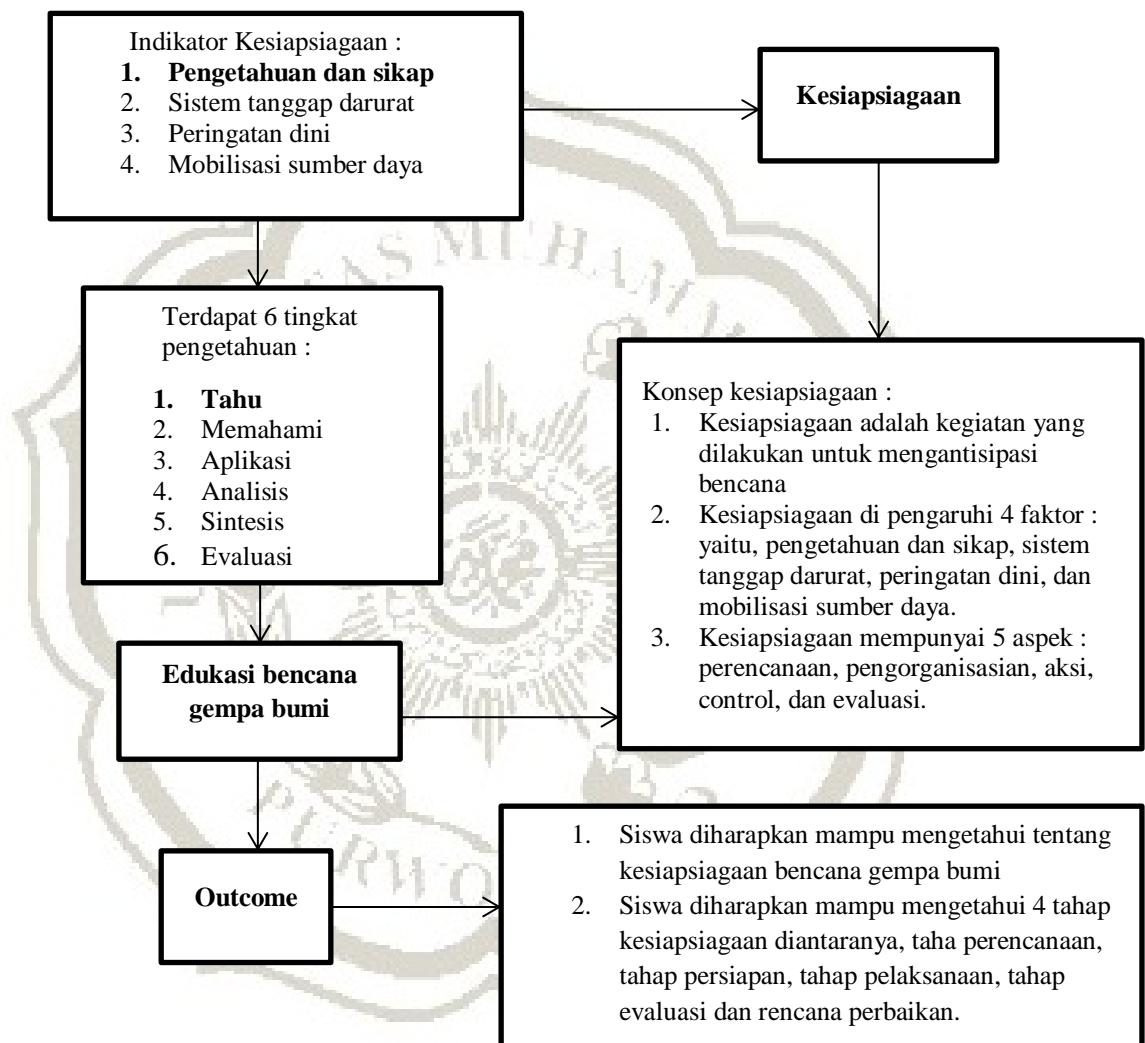 Indikator Kesiapsiagaan :
1. Pengetahuan dan sikap
2. Sistem tanggap darurat
3. Peringatan dini
4. Mobilisasi sumber daya
Kesiapsiagaan
Terdapat 6 tingkat
pengetahuan :
1. Tahu
2. Memahami
3. Aplikasi
4. Analisis
5. Sintesis
6. Evaluasi
Konsep kesiapsiagaan :
1. Kesiapsiagaan adalah kegiatan yang
dilakukan untuk mengantisipasi
bencana
2. Kesiapsiagaan di pengaruhi 4 faktor :
yaitu, pengetahuan dan sikap, sistem
tanggap darurat, peringatan dini, dan
mobilisasi sumber daya.
3. Kesiapsiagaan mempunyai 5 aspek :
perencanaan, pengorganisasian, aksi,
control, dan evaluasi.
Edukasi bencana
gempa bumi
Outcome
1. Siswa diharapkan mampu mengetahui tentang
kesiapsiagaan bencana gempa bumi
2. Siswa diharapkan mampu mengetahui 4 tahap
kesiapsiagaan diantaranya, taha perencanaan,
tahap persiapan, tahap pelaksanaan, tahap
evaluasi dan rencana perbaikan.